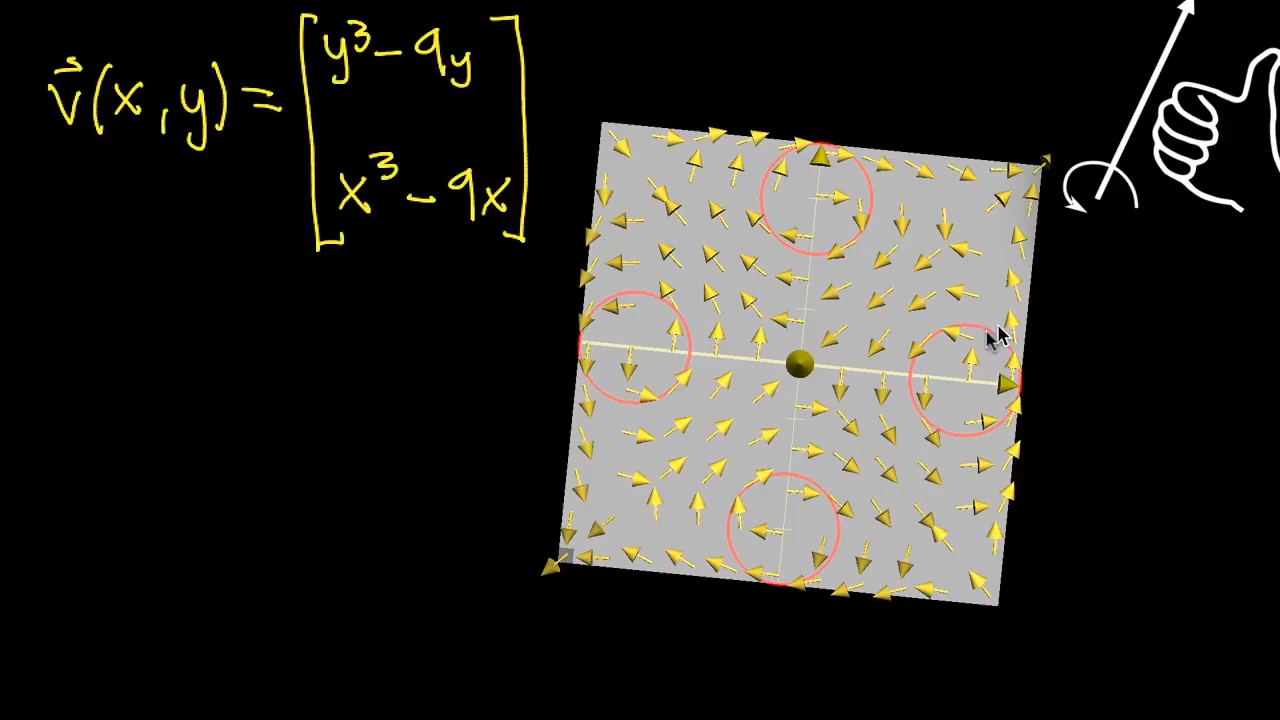 v⃗(x,y) = [y³ - 9y
x³ - 9x]